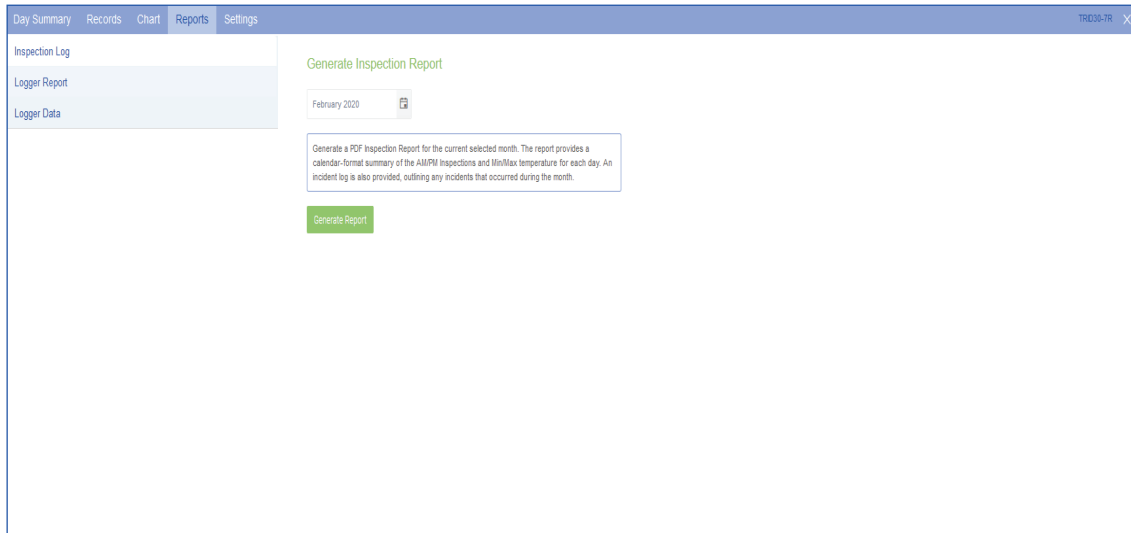 Day Summary Records Chart Reports Settings TRID30-7R X
Inspection Log
Logger Report
Logger Data
Generate Inspection Report
February 2020
Generate a PDF Inspection Report for the current selected month. The report provides a
calendar-format summary of the AM/PM Inspections and Min/Max temperature for each day. An
incident log is also provided, outlining any incidents that occurred during the month.
Generate Report